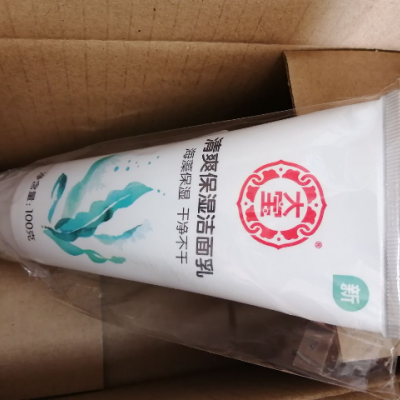 新
大宝
®
清爽保湿洁面乳
海藻保湿 干净不干
净含量:100克